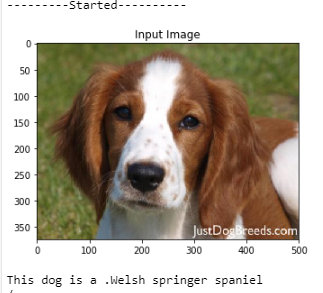 ---------Started----------
Input Image
0
50
100
150
200
250
300
350
JustDogBreeds.com
0 100 200 300 400 500
This dog is a .Welsh springer spaniel